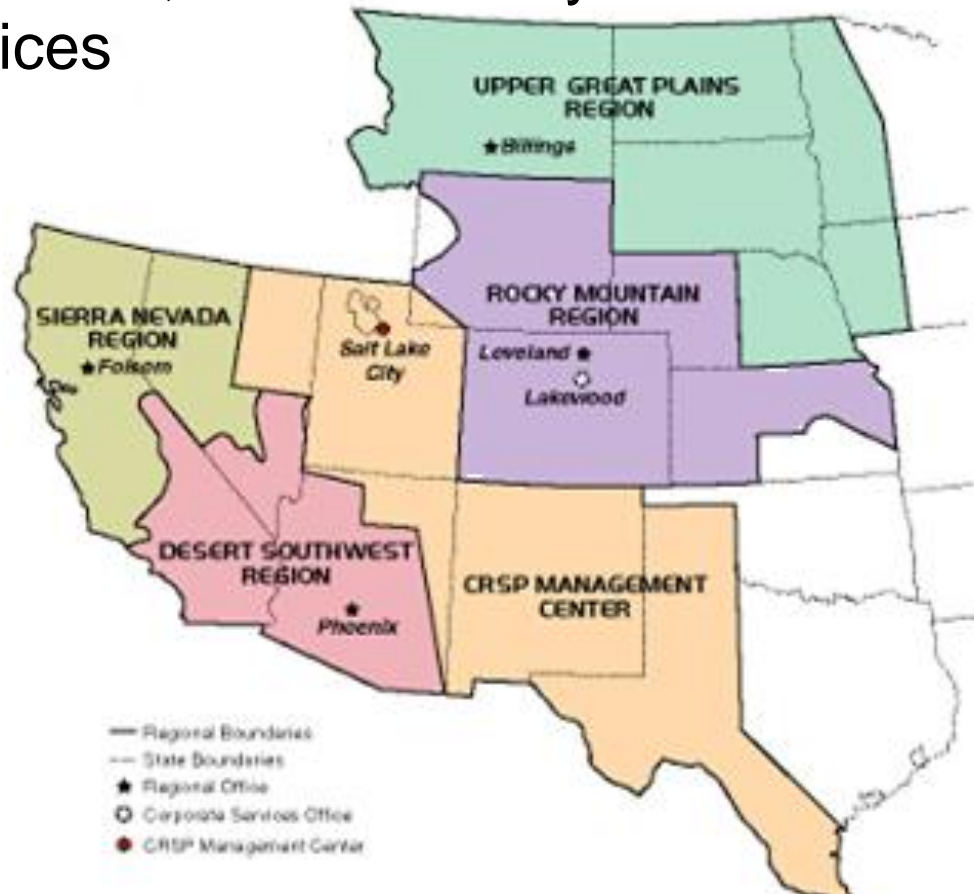 ices
UPPER GREAT PLAINS
REGION
Billings
SIERRA NEVADA
REGION
Folsom
ROCKY MOUNTAIN
REGION
Loveland
Lakewood
Salt Lake
City
DESERT SOUTHWEST
REGION
Phoenix
CRSP MANAGEMENT
CENTER
Regional Boundaries
State Boundaries
Regional Office
Corporate Services Office
CRSP Management Center